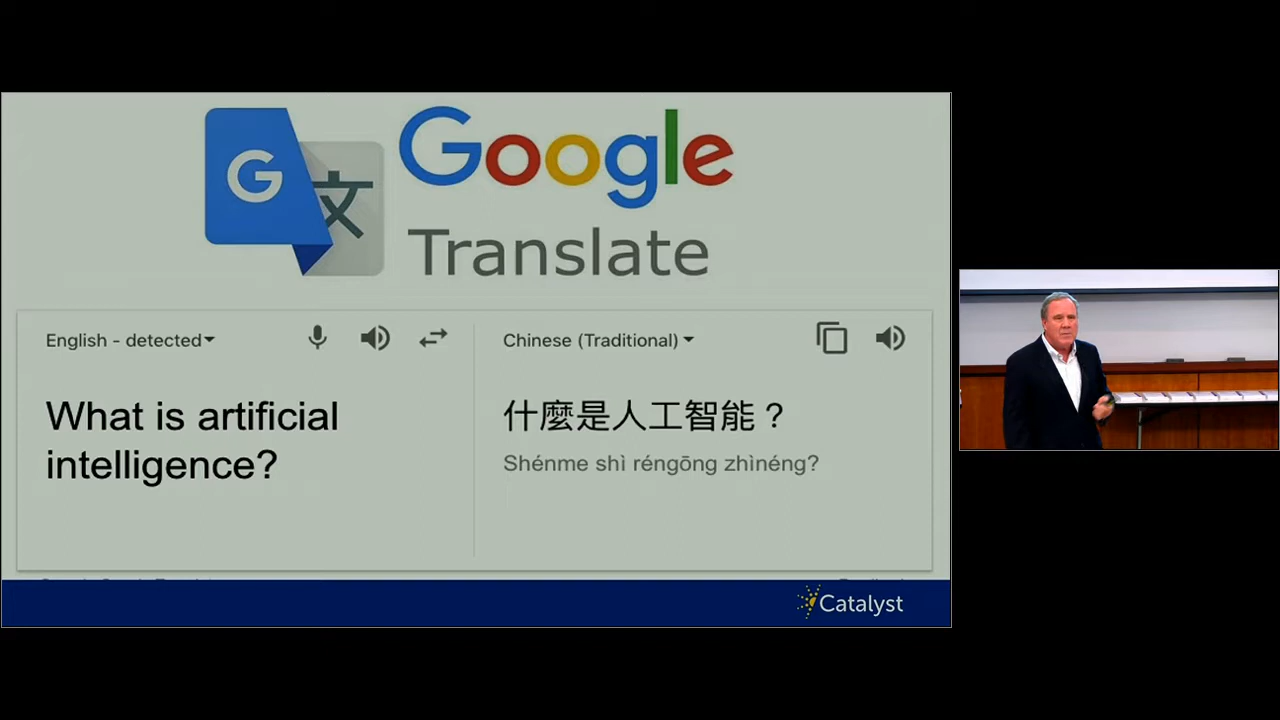 G 文
Google
Translate
English - detected
Chinese (Traditional)
What is artificial
intelligence?
什麼是人工智能？
Shénme shì réngōng zhìnéng?
Catalyst